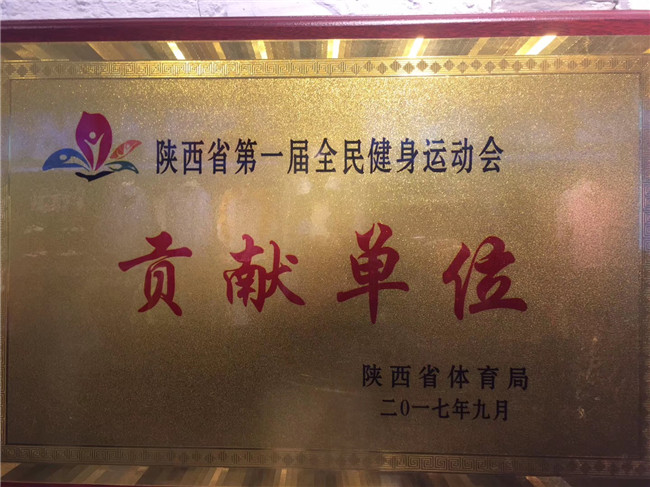 陕西省第一届全民健身运动会
贡献单位
陕西省体育局
二〇一七年九月